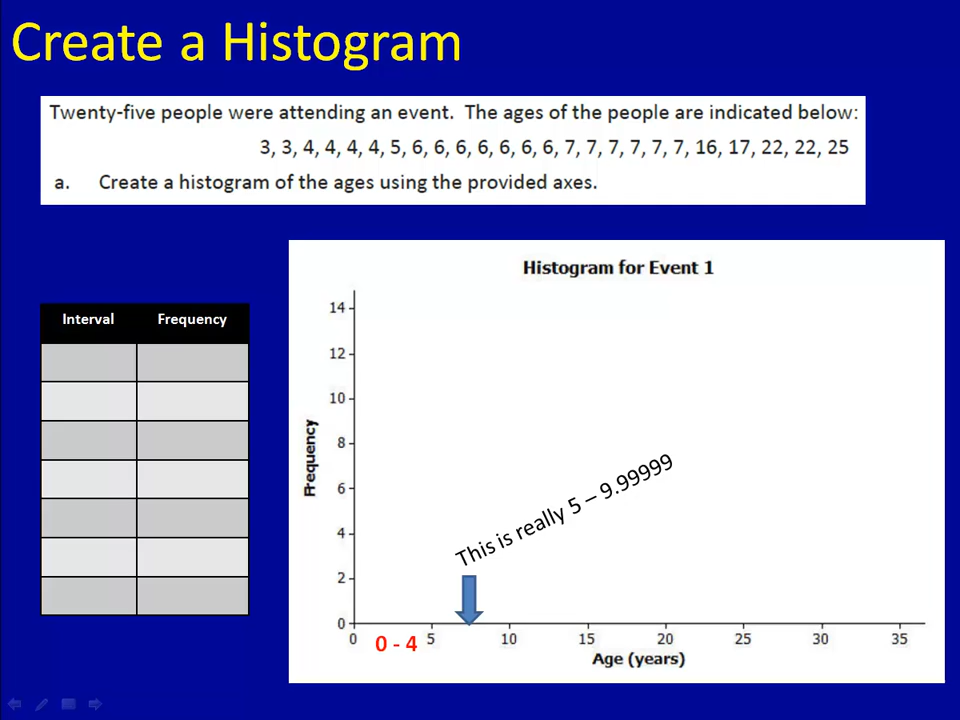 Create a Histogram
Twenty-five people were attending an event. The ages of the people are indicated below:
3, 3, 4, 4, 4, 4, 5, 6, 6, 6, 6, 6, 6, 6, 7, 7, 7, 7, 7, 7, 16, 17, 22, 22, 25
a. Create a histogram of the ages using the provided axes.
Interval Frequency
Histogram for Event 1
14
12
10
8
6
4
2
0
Frequency
This is really 5 – 9.99999
0 5 10 15 20 25 30 35
0 - 4
Age (years)